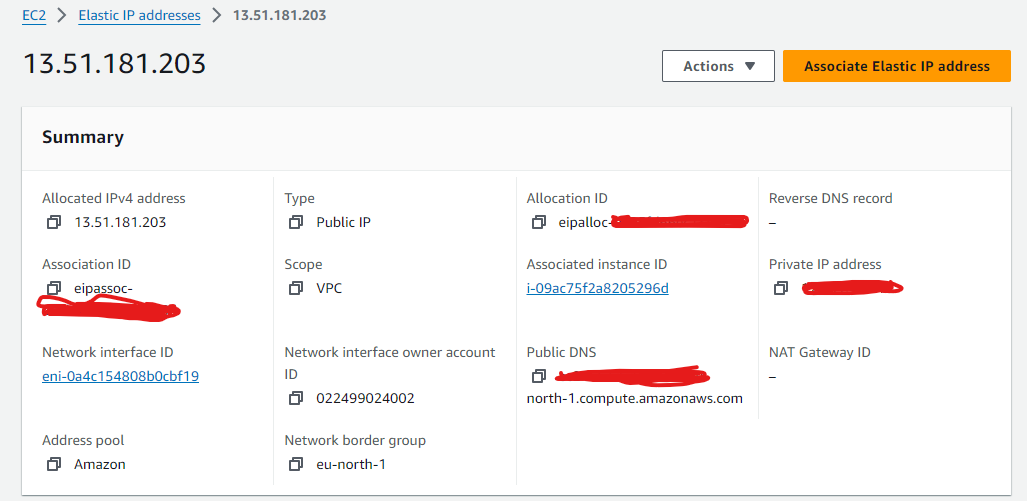 EC2 > Elastic IP addresses > 13.51.181.203
13.51.181.203
Actions ▼
Associate Elastic IP address
Summary
Allocated IPv4 address
13.51.181.203
Type
Public IP
Allocation ID
eipalloc-
Reverse DNS record
–
Association ID
eipassoc-
Scope
VPC
Associated instance ID
i-09ac75f2a8205296d
Private IP address
Network interface ID
eni-0a4c154808b0cbf19
Network interface owner account
ID
022499024002
Public DNS
north-1.compute.amazonaws.com
NAT Gateway ID
–
Address pool
Amazon
Network border group
eu-north-1